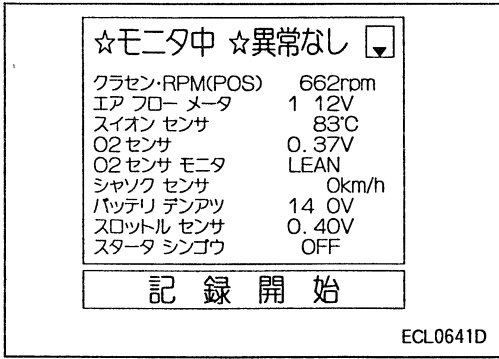 ☆モニタ中 ☆異常なし
クラセン・RPM(POS) 662rpm
エア フロー メータ 1 12V
スイオン センサ 83℃
O2センサ 0.37V
O2センサ モニタ LEAN
シャソク センサ 0km/h
バッテリ デンアツ 14 0V
スロットル センサ 0.40V
スタータ シンゴウ OFF
記録開始
ECL0641D